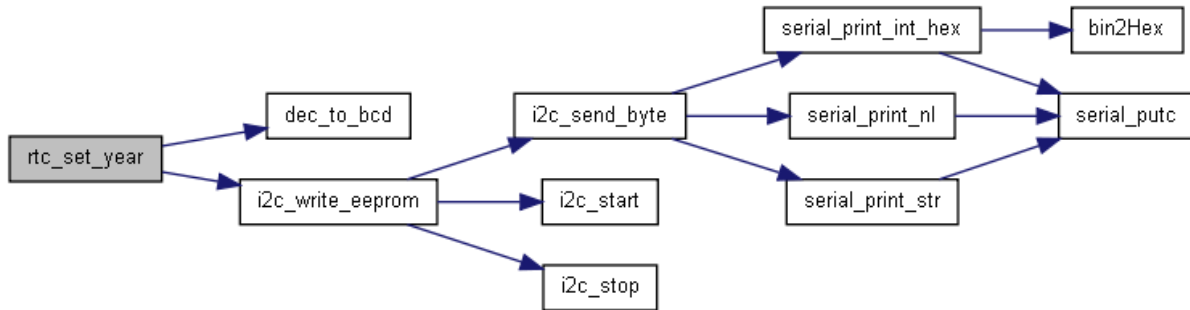 rtc_set_year
dec_to_bcd
i2c_write_eeprom
i2c_send_byte
i2c_start
i2c_stop
serial_print_int_hex
serial_print_nl
serial_print_str
bin2Hex
serial_putc